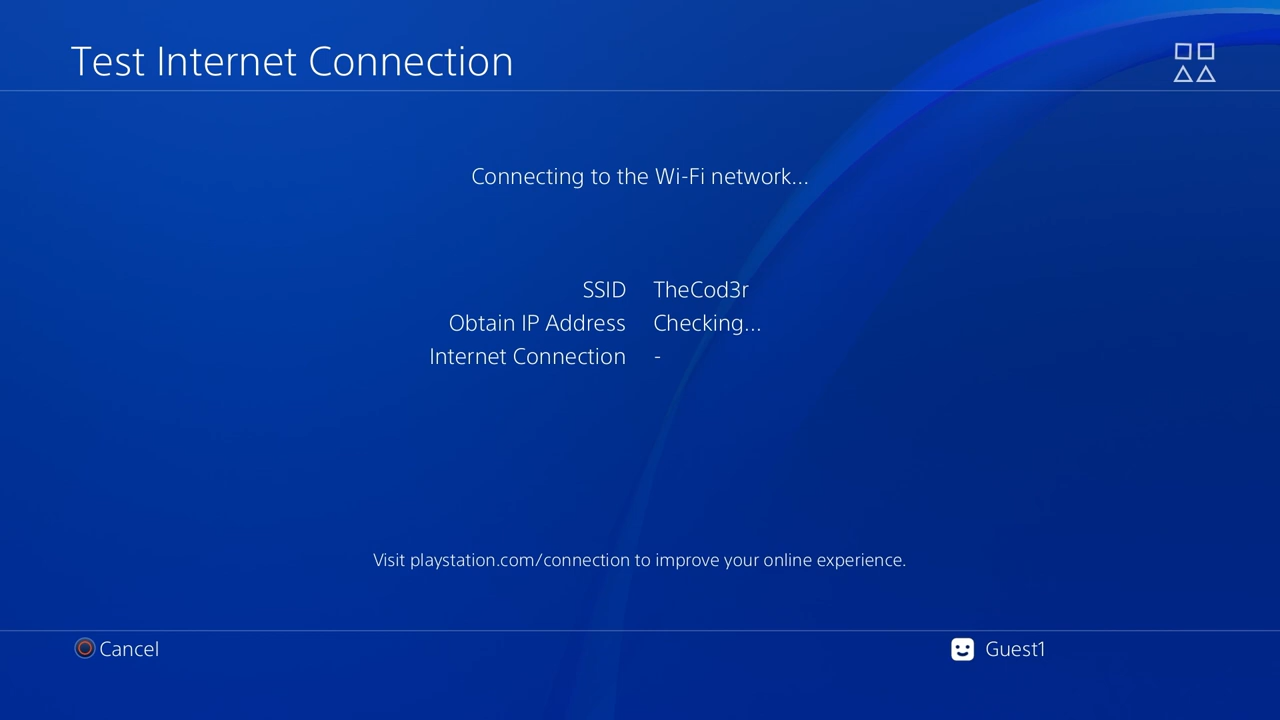 Test Internet Connection
Connecting to the Wi-Fi network...
SSID TheCod3r
Obtain IP Address Checking...
Internet Connection -
Visit playstation.com/connection to improve your online experience.
Cancel Guest1